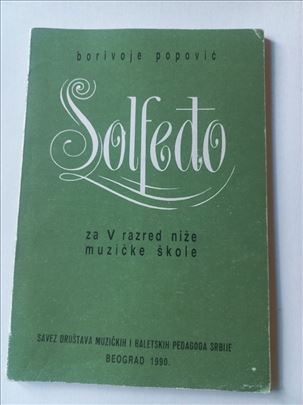 borivoje popović
Solfeđo
za V razred niže
muzičke škole
SAVEZ DRUŠTAVA MUZIČKIH I BALETSKIH PEDAGOGA SRBIJE
BEOGRAD 1990.